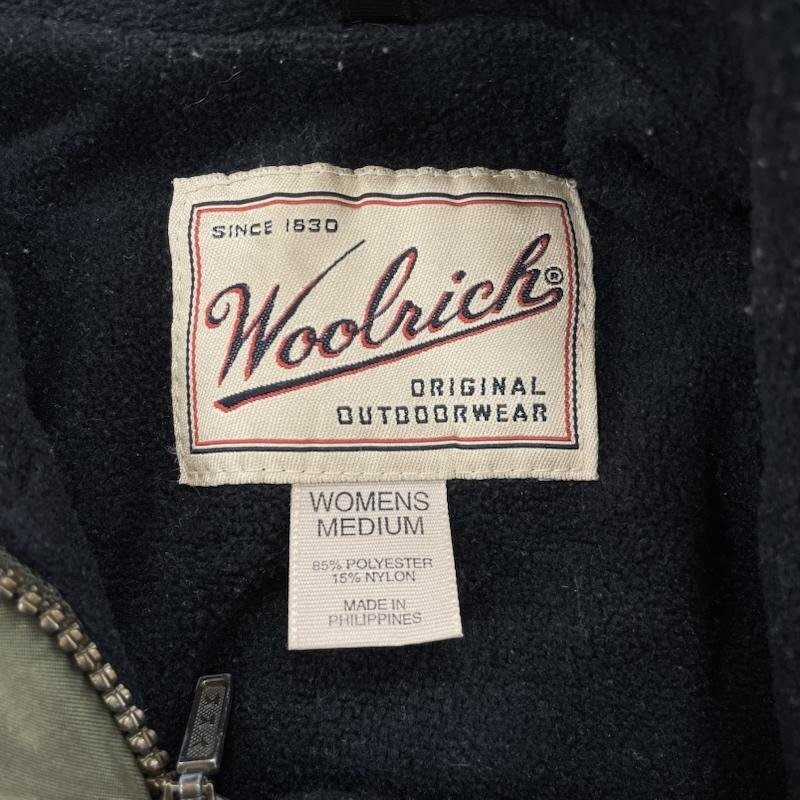 SINCE 1830
Woolrich®
ORIGINAL
OUTDOORWEAR
WOMENS
MEDIUM
85% POLYESTER
15% NYLON
MADE IN
PHILIPPINES